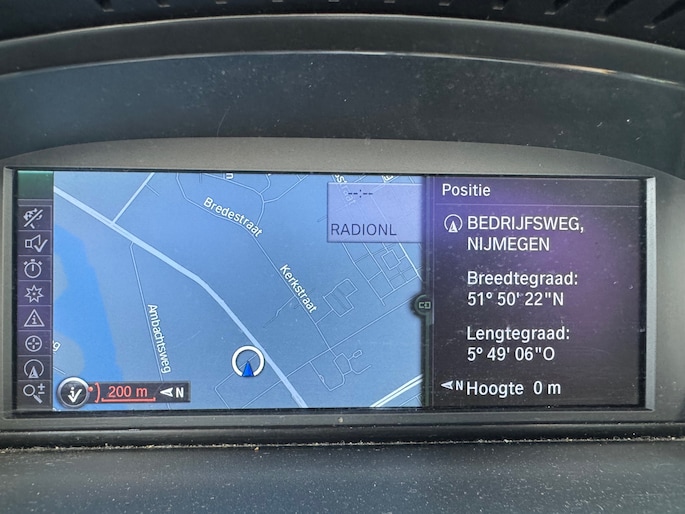 Bredestraat
Kerkstraat
Ambachtsweg
--:--
RADIONL
200 m
N
Positie
BEDRIJFSWEG,
NIJMEGEN
Breedtegraad:
51° 50' 22"N
Lengtegraad:
5° 49' 06"O
N Hoogte 0 m